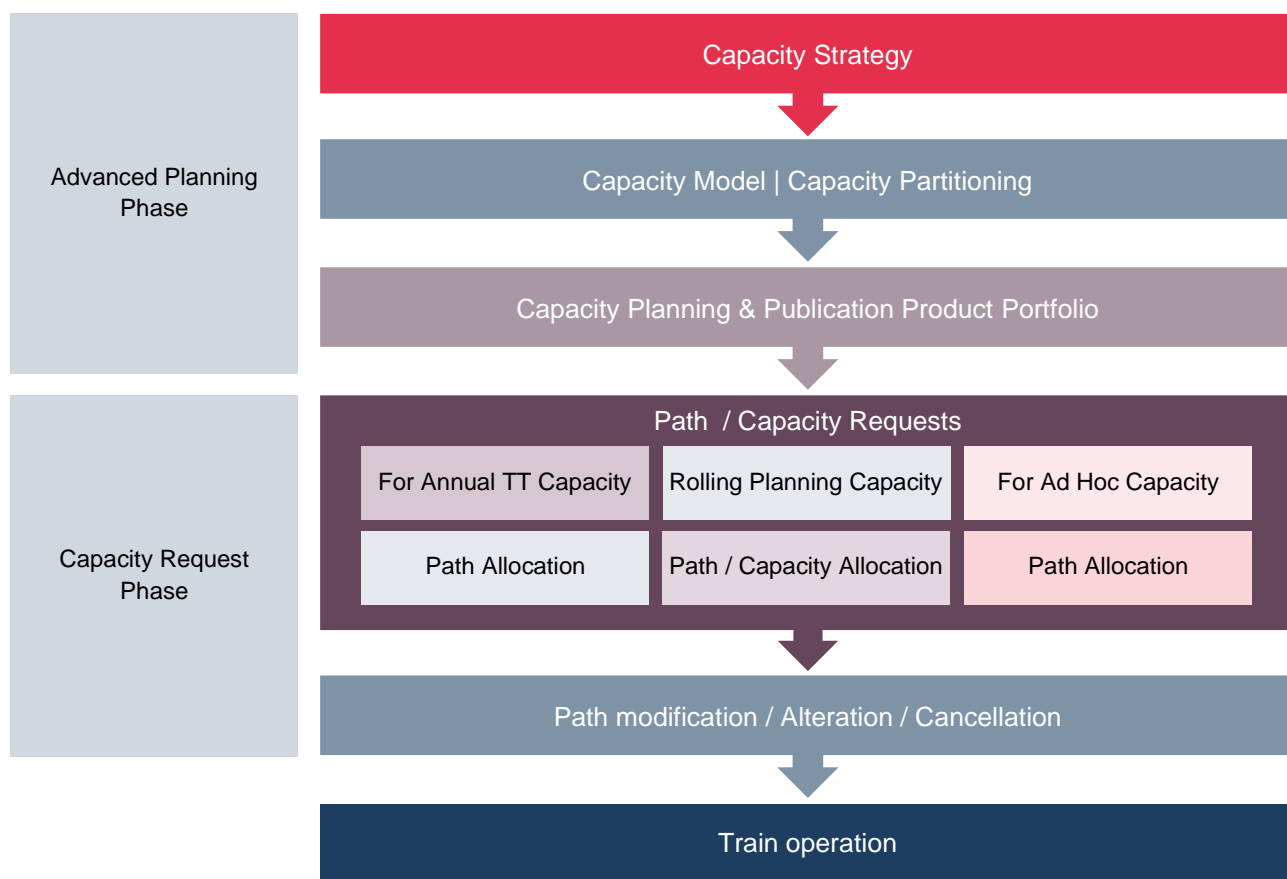 Capacity Strategy
Advanced Planning
Phase
Capacity Model | Capacity Partitioning
Capacity Planning & Publication Product Portfolio
Path / Capacity Requests
For Annual TT Capacity
Rolling Planning Capacity
For Ad Hoc Capacity
Path Allocation
Path / Capacity Allocation
Path Allocation
Capacity Request
Phase
Path modification / Alteration / Cancellation
Train operation